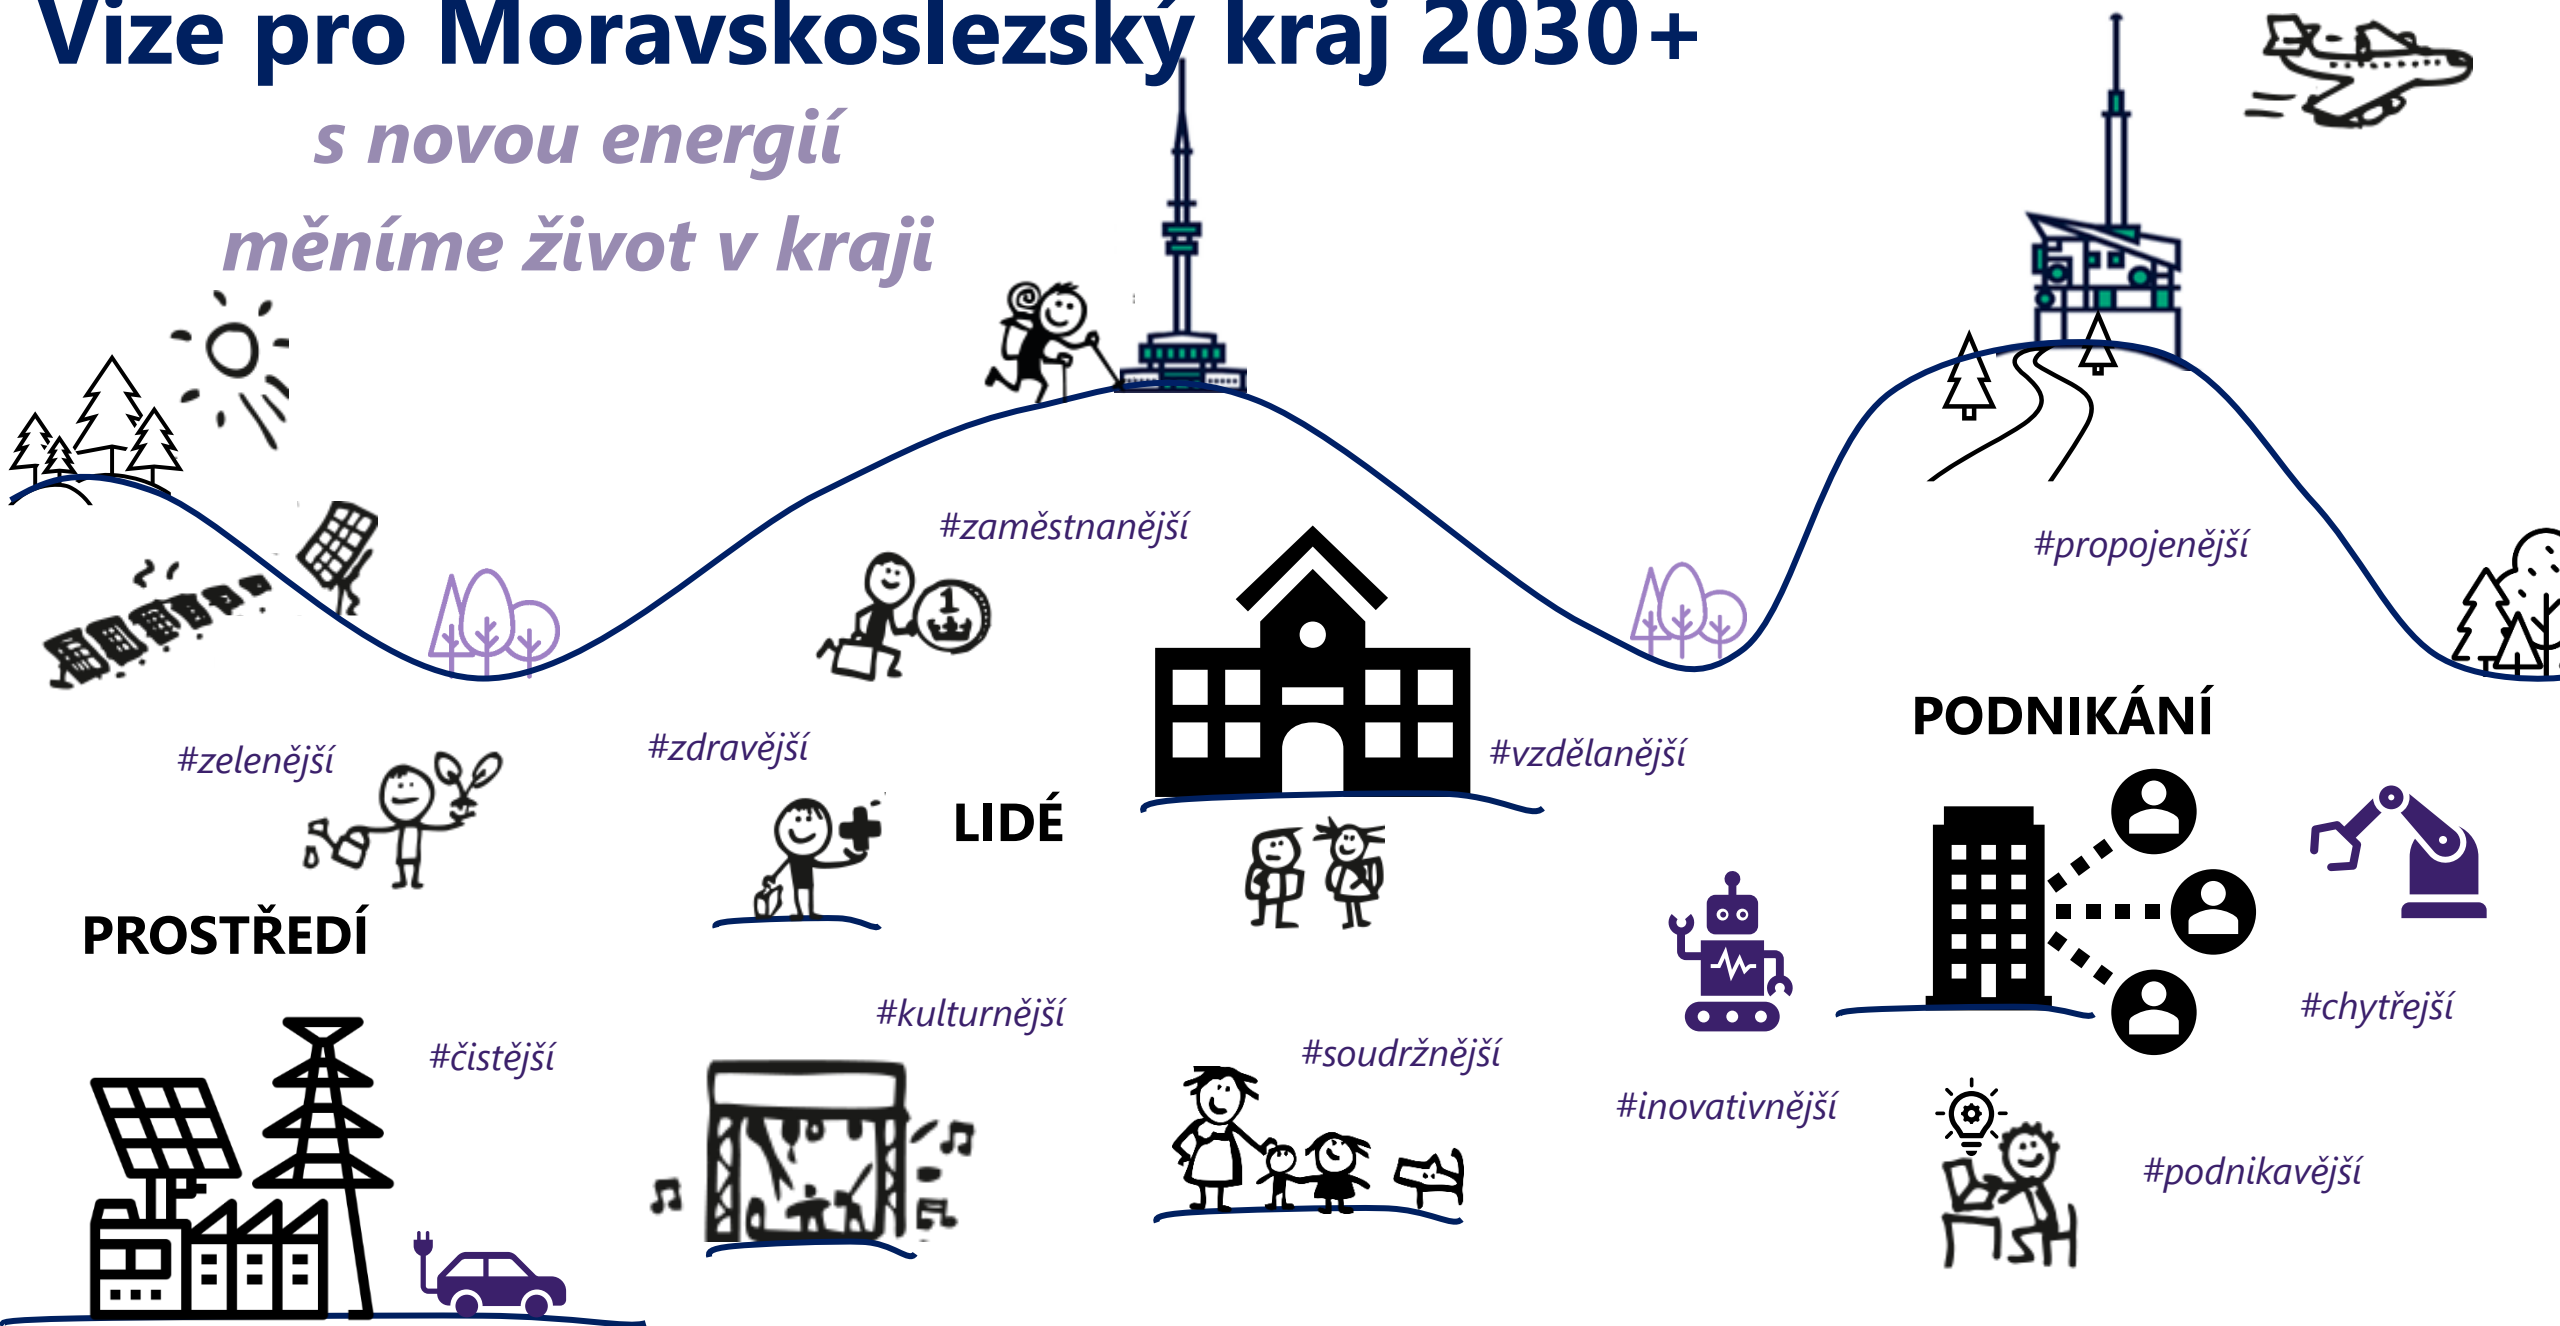 Vize pro Moravskoslezský kraj 2030+
s novou energií
měníme život v kraji
#zaměstnanější
#propojenější
PODNIKÁNÍ
#zelenější
#zdravější
#vzdělanější
LIDÉ
PROSTŘEDÍ
#kulturnější
#chytřejší
#čistější
#soudržnější
#inovativnější
#podnikavější
1